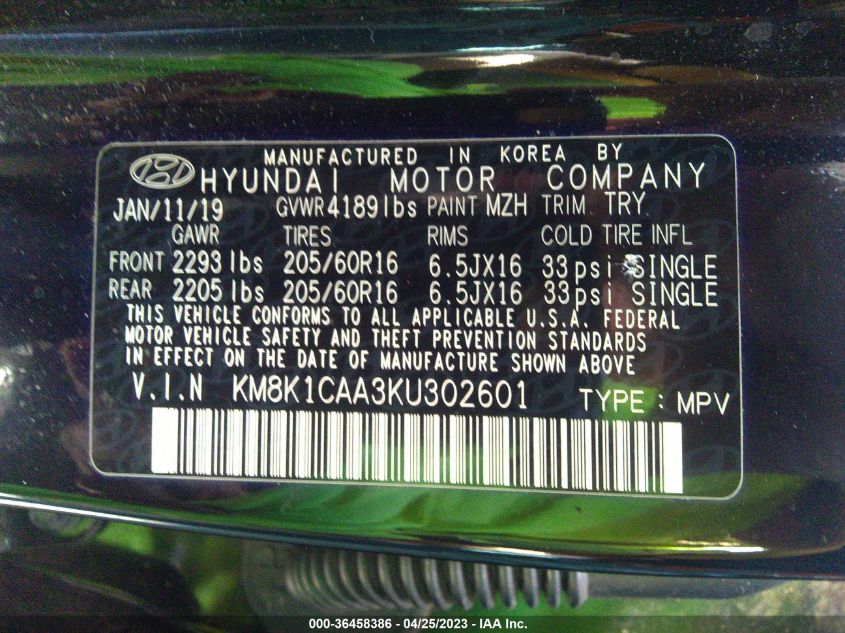 MANUFACTURED IN KOREA BY
HYUNDAI MOTOR COMPANY
JAN/11/19 GVWR 4189lbs PAINT MZH TRIM TRY
GAWR TIRES RIMS COLD TIRE INFL
FRONT 2293 lbs 205/60R16 6.5JX16 33psi SINGLE
REAR 2205 lbs 205/60R16 6.5JX16 33psi SINGLE
THIS VEHICLE CONFORMS TO ALL APPLICABLE U.S.A. FEDERAL
MOTOR VEHICLE SAFETY AND THEFT PREVENTION STANDARDS
IN EFFECT ON THE DATE OF MANUFACTURE SHOWN ABOVE
V.I.N KM8K1CAA3KU302601 TYPE : MPV
000-36458386 - 04/25/2023 - IAA Inc.